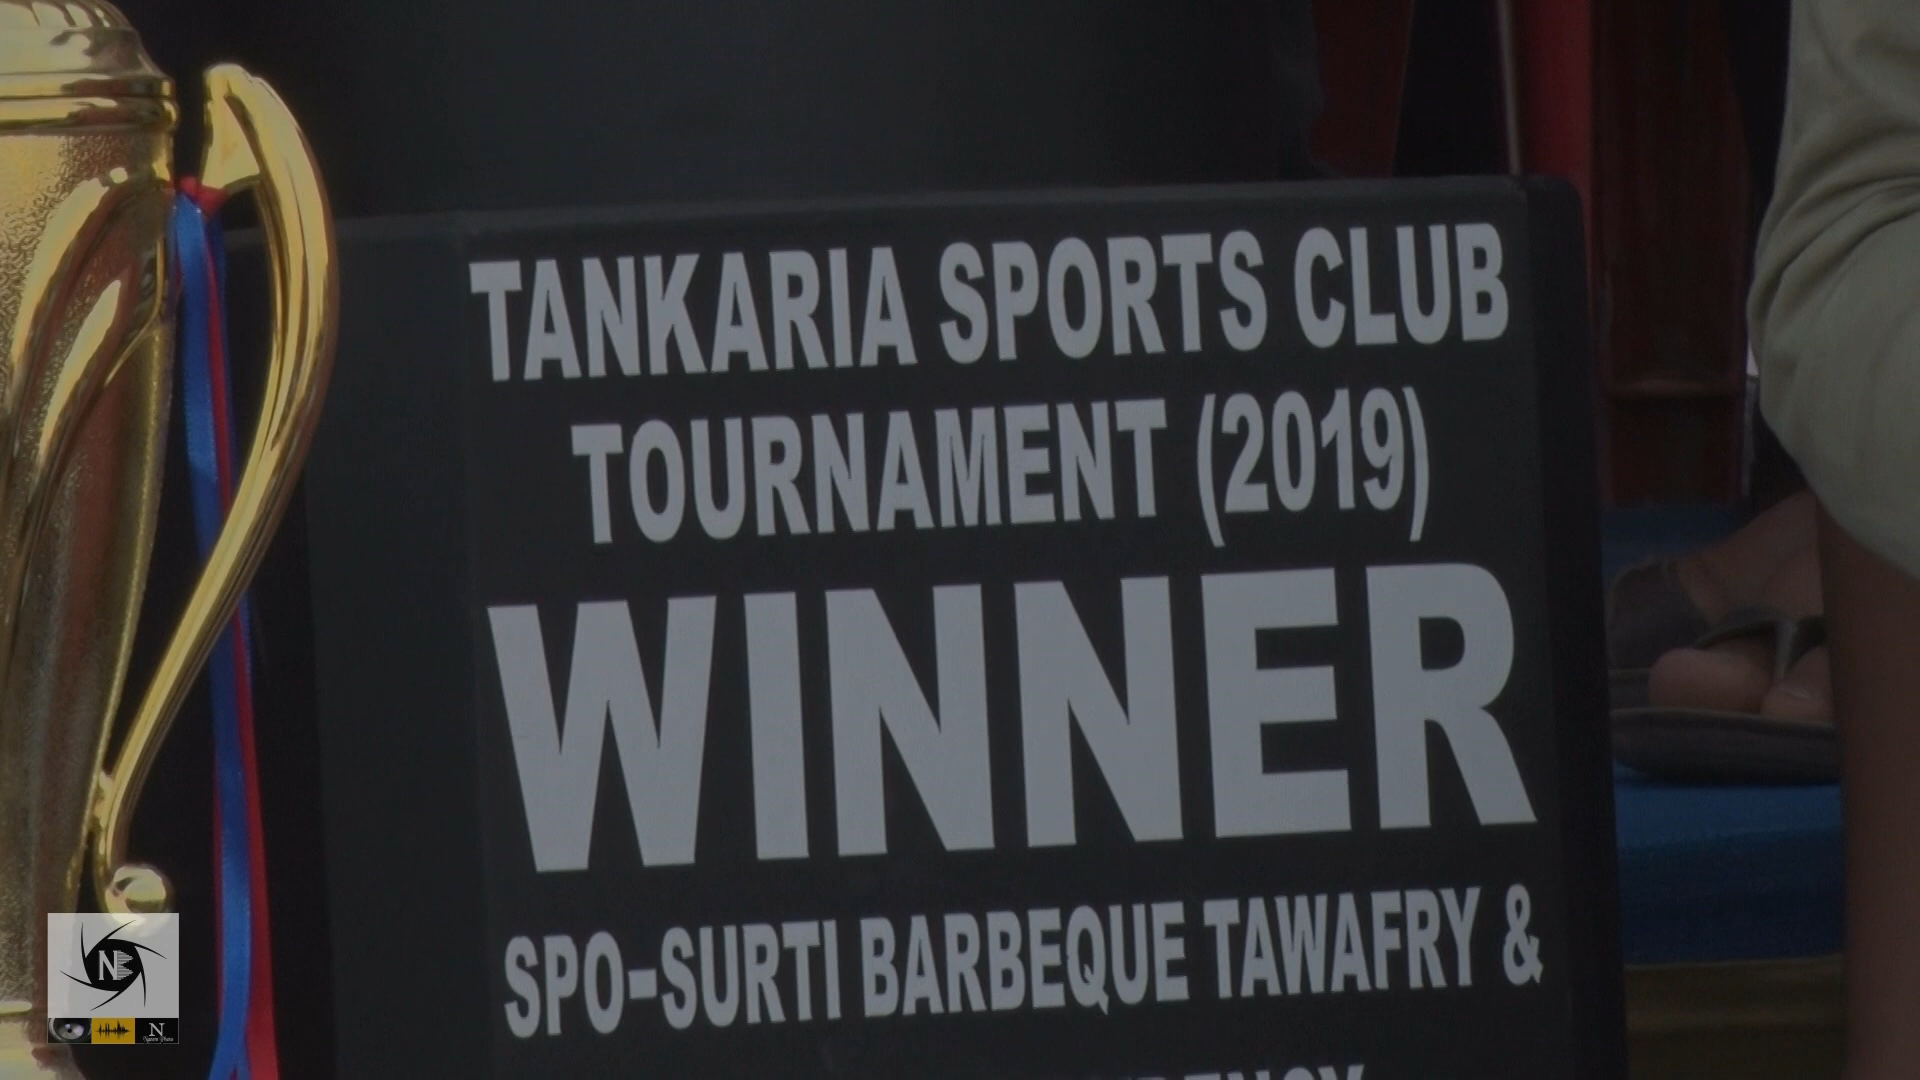 TANKARIA SPORTS CLUB
TOURNAMENT (2019)
WINNER
SPO-SURTI BARBEQUE TAWAFRY &
N
N